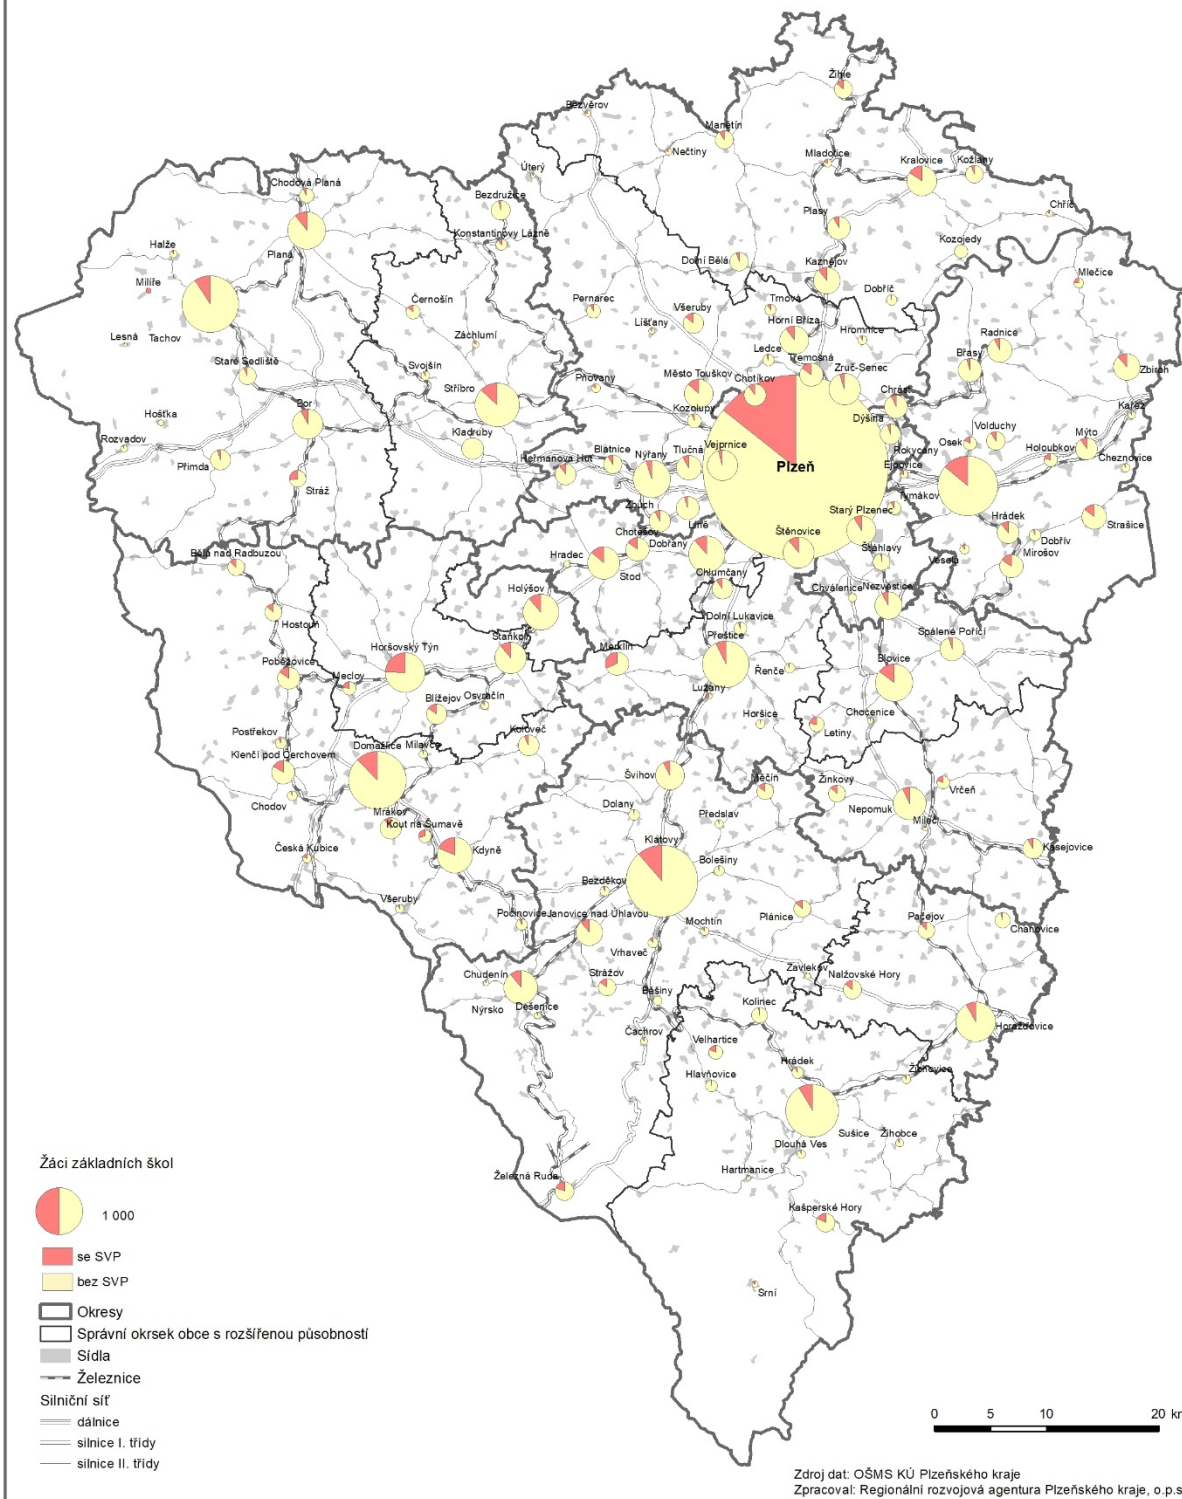 Žihle
Bezvěrov
Manětín
Nečtiny
Mladotice
Kralovice
Kožlany
Úterý
Chodová Planá
Bezdružice
Chříč
Plasy
Konstantinovy Lázně
Halže
Planá
Kozojedy
Dolní Bělá
Kaznějov
Milíře
Mlečice
Černošín
Pernarec
Všeruby
Trnová
Dobříč
Líšťany
Horní Bříza
Hromnice
Radnice
Lesná
Tachov
Záchlumí
Ledce
Třemošná
Břasy
Staré Sedliště
Svojšín
Zruč-Senec
Zbiroh
Stříbro
Pňovany
Město Touškov
Chotíkov
Chrást
Bor
Kozolupy
Kařez
Hošťka
Dýšina
Kladruby
Volduchy
Mýto
Rozvadov
Osek
Rokycany
Holoubkov
Heřmanova Huť
Blatnice
Nýřany
Tlučná
Vejprnice
Plzeň
Ejpovice
Cheznovice
Přimda
Stráž
Tymákov
Zbůch
Starý Plzenec
Hrádek
Strašice
Líně
Chotěšov
Štěnovice
Dobřív
Dobřany
Mirošov
Bělá nad Radbuzou
Hradec
Šťáhlavy
Veselá
Stod
Chlumčany
Nezvěstice
Holýšov
Chválenice
Hostouň
Dolní Lukavice
Spálené Poříčí
Staňkov
Přeštice
Horšovský Týn
Merklín
Blovice
Poběžovice
Řenče
Meclov
Lužany
Blížejov
Osvračín
Chocenice
Horšice
Letiny
Postřekov
Koloveč
Domažlice
Milavče
Klenčí pod Čerchovem
Švihov
Měčín
Žinkovy
Vrčeň
Chodov
Nepomuk
Dolany
Mrákov
Předslav
Mileč
Kout na Šumavě
Klatovy
Kasejovice
Česká Kubice
Kdyně
Bolešiny
Bezděkov
Všeruby
Počinovice
Janovice nad Úhlavou
Plánice
Pačejov
Chanovice
Mochtín
Vrhaveč
Chudenín
Strážov
Zavlekov
Nalžovské Hory
Běšiny
Nýrsko
Dešenice
Kolinec
Horažďovice
Čachrov
Velhartice
Hrádek
Hlavňovice
Žichovice
Sušice
Žihobce
Dlouhá Ves
Železná Ruda
Hartmanice
Kašperské Hory
Srní
Žáci základních škol
1 000
se SVP
bez SVP
Okresy
Správní okrsek obce s rozšířenou působností
Sídla
Železnice
Silniční síť
dálnice
silnice I. třídy
silnice II. třídy
0 5 10 20 km
Zdroj dat: OŠMS KÚ Plzeňského kraje
Zpracoval: Regionální rozvojová agentura Plzeňského kraje, o.p.s